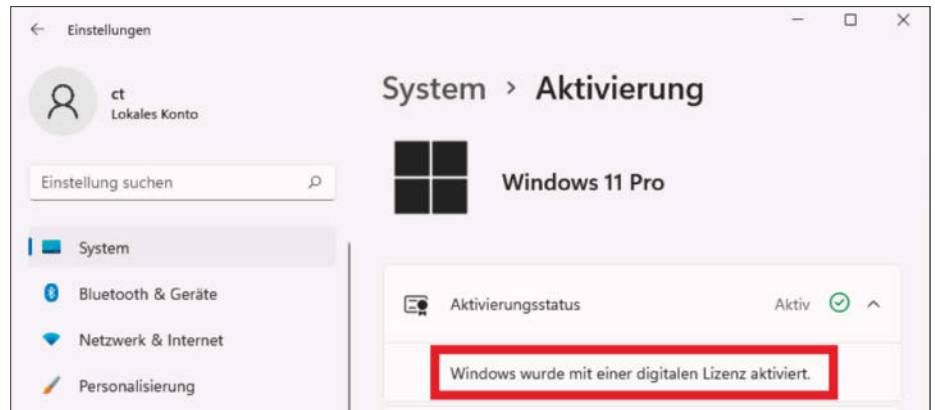 Einstellungen
ct
Lokales Konto
Einstellung suchen
System
Bluetooth & Geräte
Netzwerk & Internet
Personalisierung
System > Aktivierung
Windows 11 Pro
Aktivierungsstatus Aktiv
Windows wurde mit einer digitalen Lizenz aktiviert.